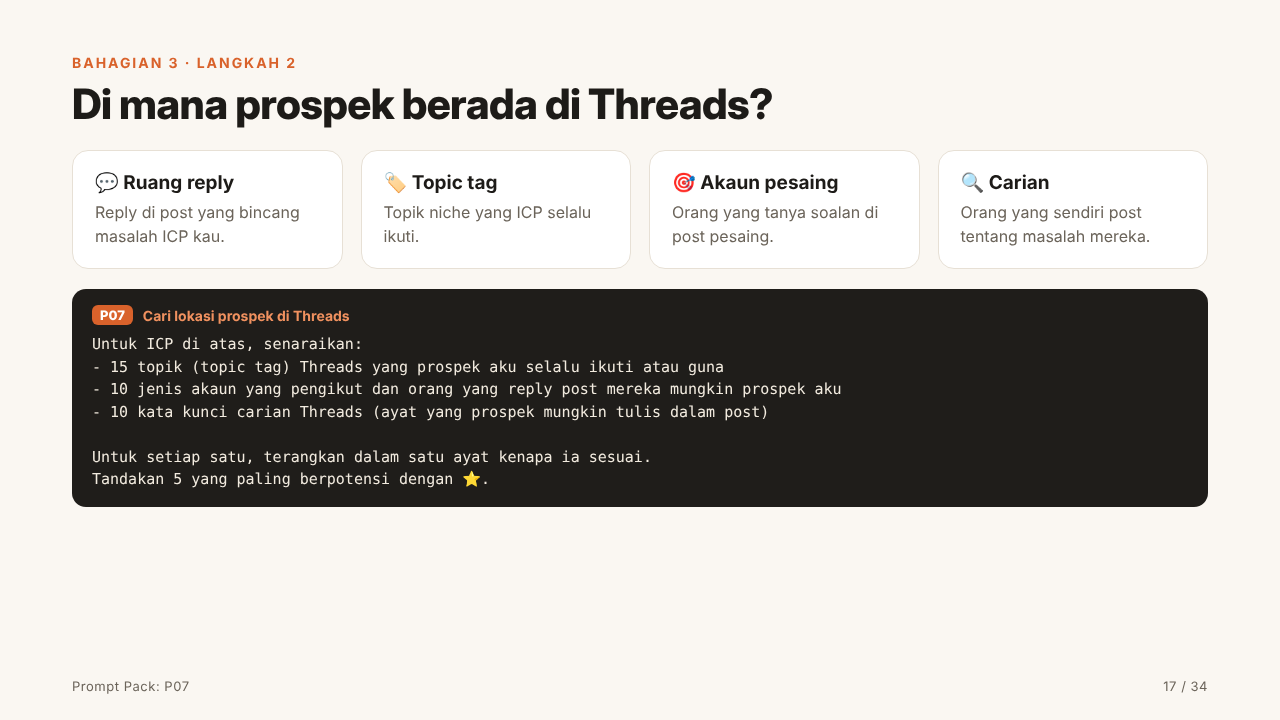 BAHAGIAN 3 · LANGKAH 2
Di mana prospek berada di Threads?
💬 Ruang reply
Reply di post yang bincang
masalah ICP kau.
🏷️ Topic tag
Topik niche yang ICP selalu
ikuti.
🎯 Akaun pesaing
Orang yang tanya soalan di
post pesaing.
🔍 Carian
Orang yang sendiri post
tentang masalah mereka.
P07 Cari lokasi prospek di Threads
Untuk ICP di atas, senaraikan:
- 15 topik (topic tag) Threads yang prospek aku selalu ikuti atau guna
- 10 jenis akaun yang pengikut dan orang yang reply post mereka mungkin prospek aku
- 10 kata kunci carian Threads (ayat yang prospek mungkin tulis dalam post)
Untuk setiap satu, terangkan dalam satu ayat kenapa ia sesuai.
Tandakan 5 yang paling berpotensi dengan ⭐.
Prompt Pack: P07
17 / 34